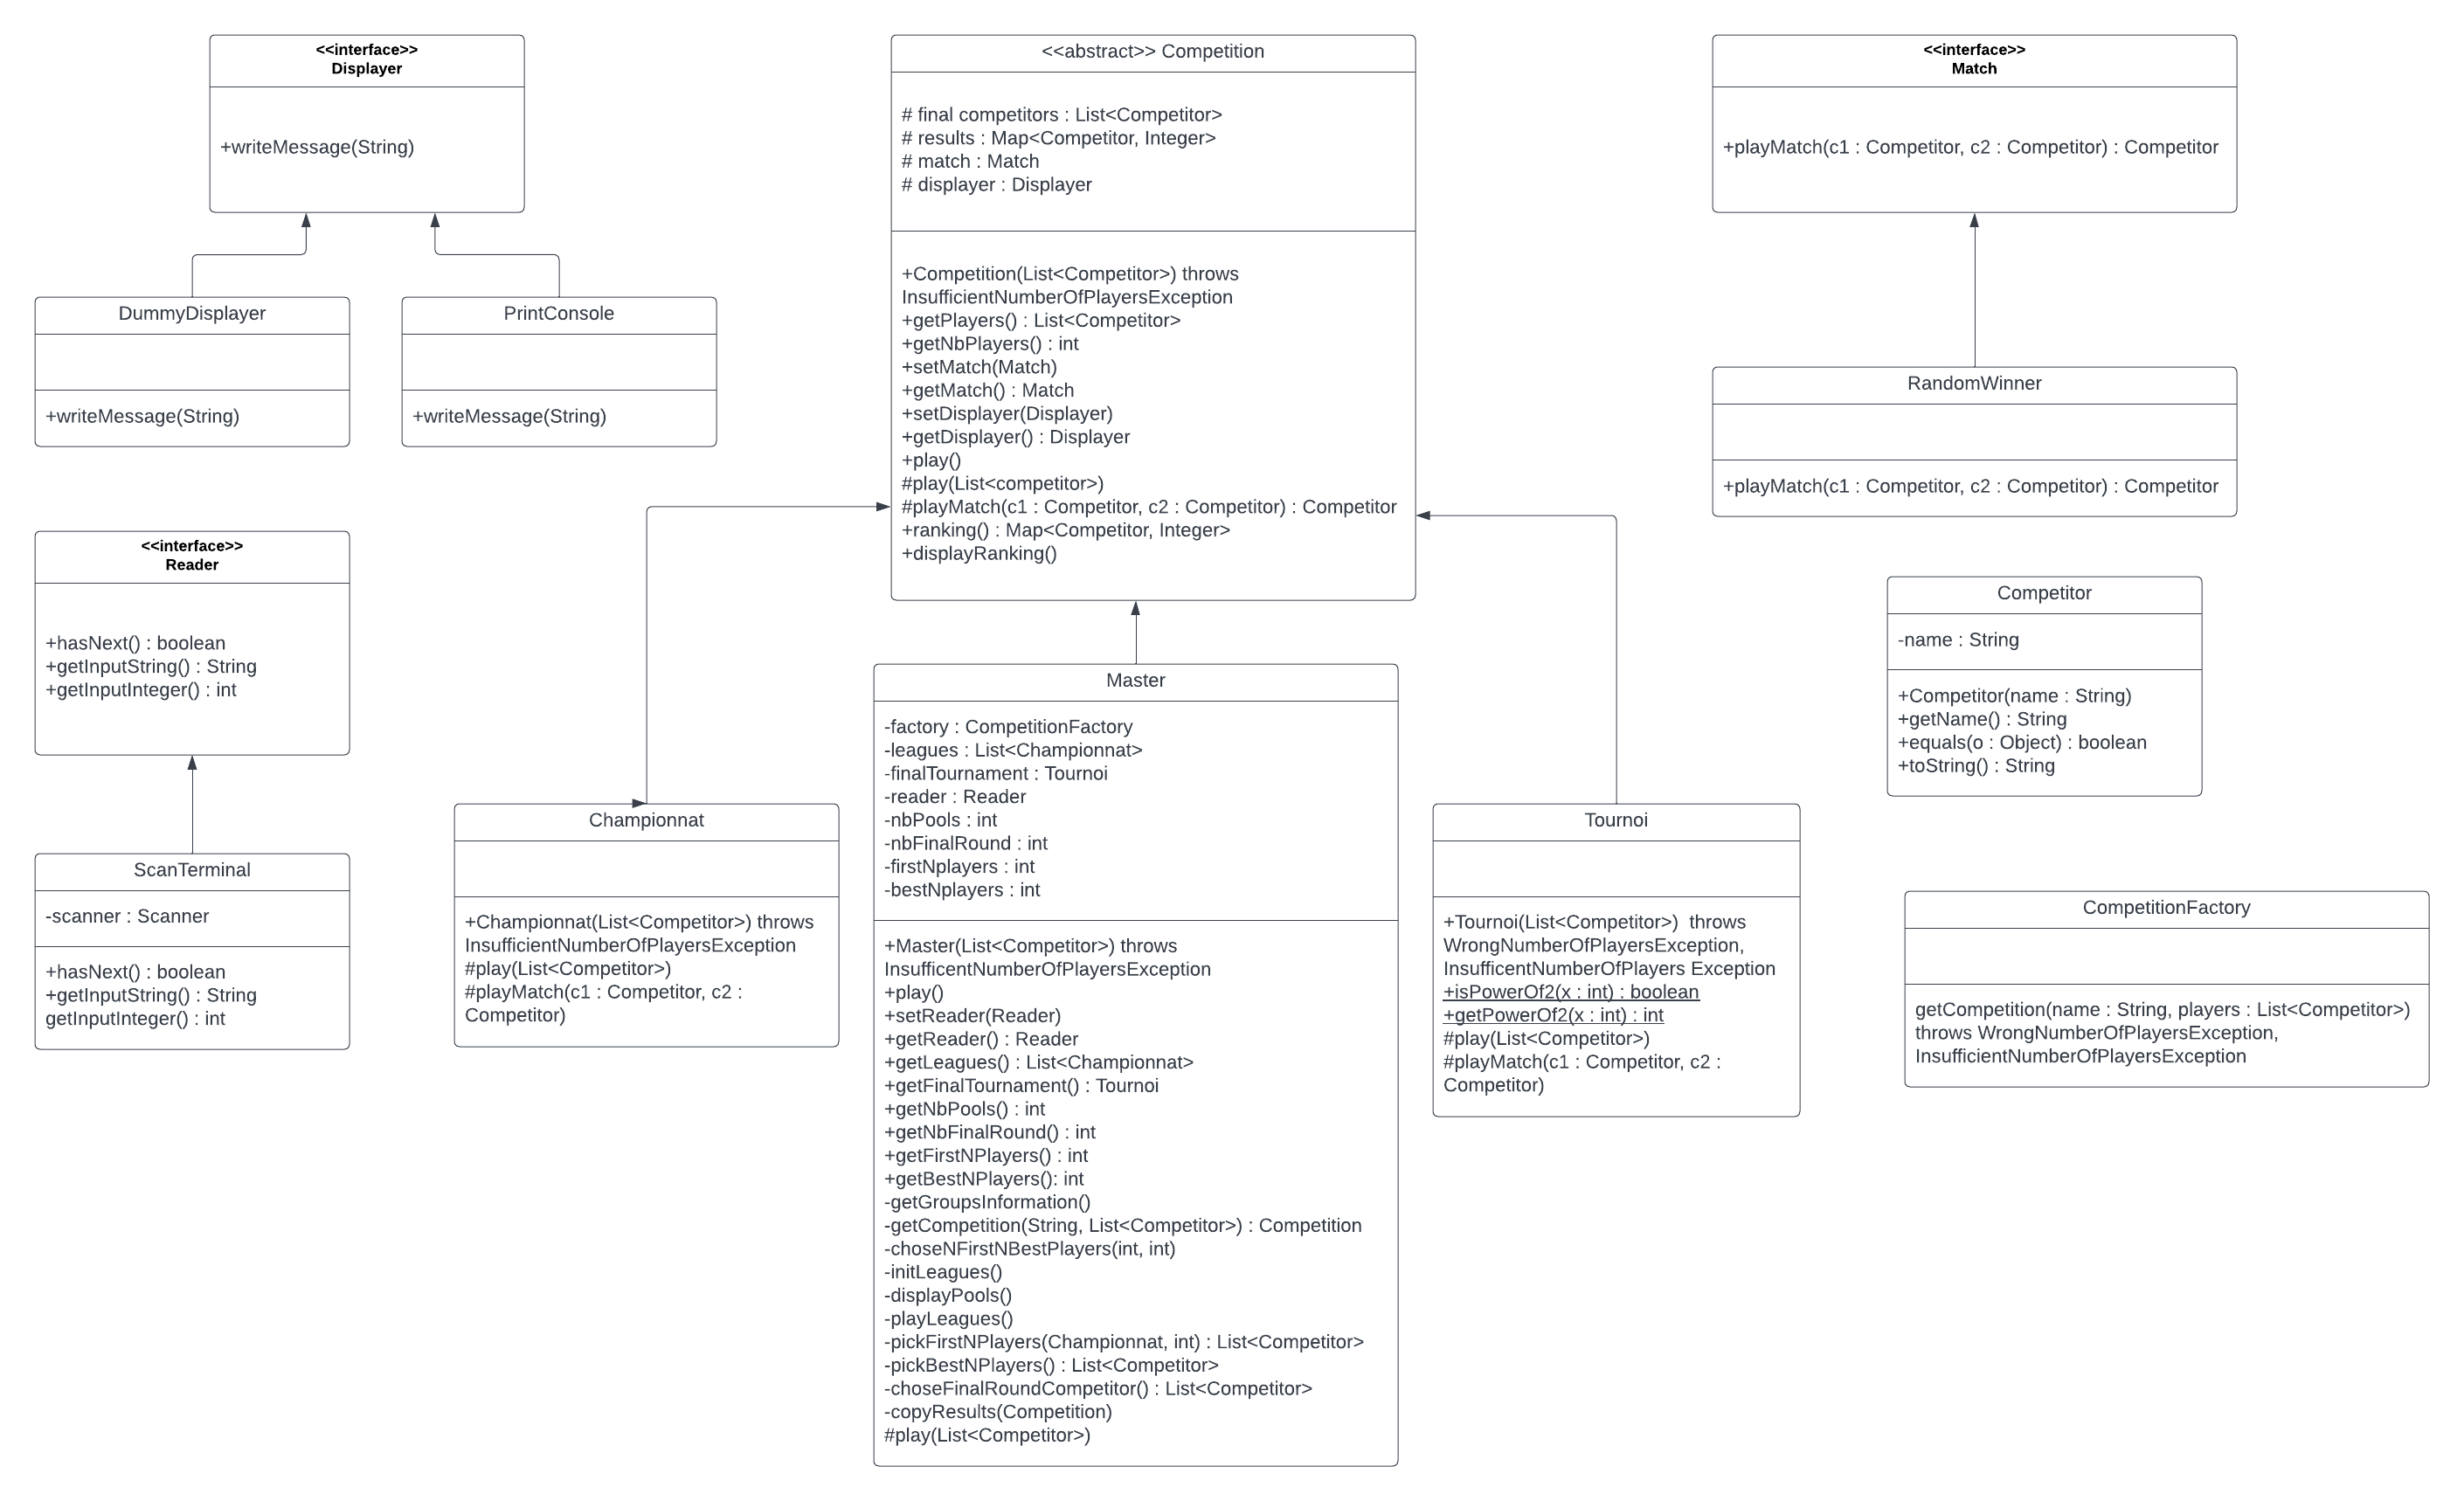 <<interface>>
Displayer
+writeMessage(String)
DummyDisplayer
+writeMessage(String)
PrintConsole
+writeMessage(String)
<<interface>>
Reader
+hasNext() : boolean
+getInputString() : String
+getInputInteger() : int
ScanTerminal
-scanner : Scanner
+hasNext() : boolean
+getInputString() : String
getInputInteger() : int
<<abstract>> Competition
# final competitors : List<Competitor>
# results : Map<Competitor, Integer>
# match : Match
# displayer : Displayer
+Competition(List<Competitor>) throws
InsufficientNumberOfPlayersException
+getPlayers() : List<Competitor>
+getNbPlayers() : int
+setMatch(Match)
+getMatch() : Match
+setDisplayer(Displayer)
+getDisplayer() : Displayer
+play()
#play(List<competitor>)
#playMatch(c1 : Competitor, c2 : Competitor) : Competitor
+ranking() : Map<Competitor, Integer>
+displayRanking()
Championnat
+Championnat(List<Competitor>) throws
InsufficientNumberOfPlayersException
#play(List<Competitor>)
#playMatch(c1 : Competitor, c2 :
Competitor)
Master
-factory : CompetitionFactory
-leagues : List<Championnat>
-finalTournament : Tournoi
-reader : Reader
-nbPools : int
-nbFinalRound : int
-firstNplayers : int
-bestNplayers : int
+Master(List<Competitor>) throws
InsufficentNumberOfPlayersException
+play()
+setReader(Reader)
+getReader() : Reader
+getLeagues() : List<Championnat>
+getFinalTournament() : Tournoi
+getNbPools() : int
+getNbFinalRound() : int
+getFirstNPlayers() : int
+getBestNPlayers(): int
-getGroupsInformation()
-getCompetition(String, List<Competitor>) : Competition
-choseNFirstNBestPlayers(int, int)
-initLeagues()
-displayPools()
-playLeagues()
-pickFirstNPlayers(Championnat, int) : List<Competitor>
-pickBestNPlayers() : List<Competitor>
-choseFinalRoundCompetitor() : List<Competitor>
-copyResults(Competition)
#play(List<Competitor>)
Tournoi
+Tournoi(List<Competitor>)  throws
WrongNumberOfPlayersException,
InsufficentNumberOfPlayers Exception
+isPowerOf2(x : int) : boolean
+getPowerOf2(x : int) : int
#play(List<Competitor>)
#playMatch(c1 : Competitor, c2 :
Competitor)
<<interface>>
Match
+playMatch(c1 : Competitor, c2 : Competitor) : Competitor
RandomWinner
+playMatch(c1 : Competitor, c2 : Competitor) : Competitor
Competitor
-name : String
+Competitor(name : String)
+getName() : String
+equals(o : Object) : boolean
+toString() : String
CompetitionFactory
getCompetition(name : String, players : List<Competitor>)
throws WrongNumberOfPlayersException,
InsufficientNumberOfPlayersException